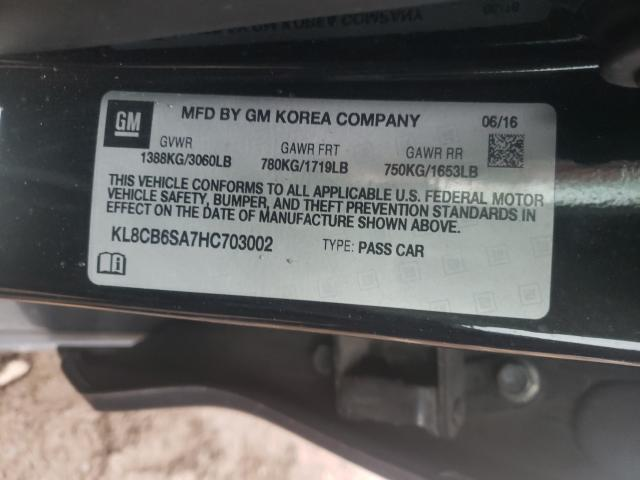 GM
MFD BY GM KOREA COMPANY
06/16
GVWR
GAWR FRT
GAWR RR
1388KG/3060LB
780KG/1719LB
750KG/1653LB
THIS VEHICLE CONFORMS TO ALL APPLICABLE U.S. FEDERAL MOTOR
VEHICLE SAFETY, BUMPER, AND THEFT PREVENTION STANDARDS IN
EFFECT ON THE DATE OF MANUFACTURE SHOWN ABOVE.
KL8CB6SA7HC703002
TYPE: PASS CAR